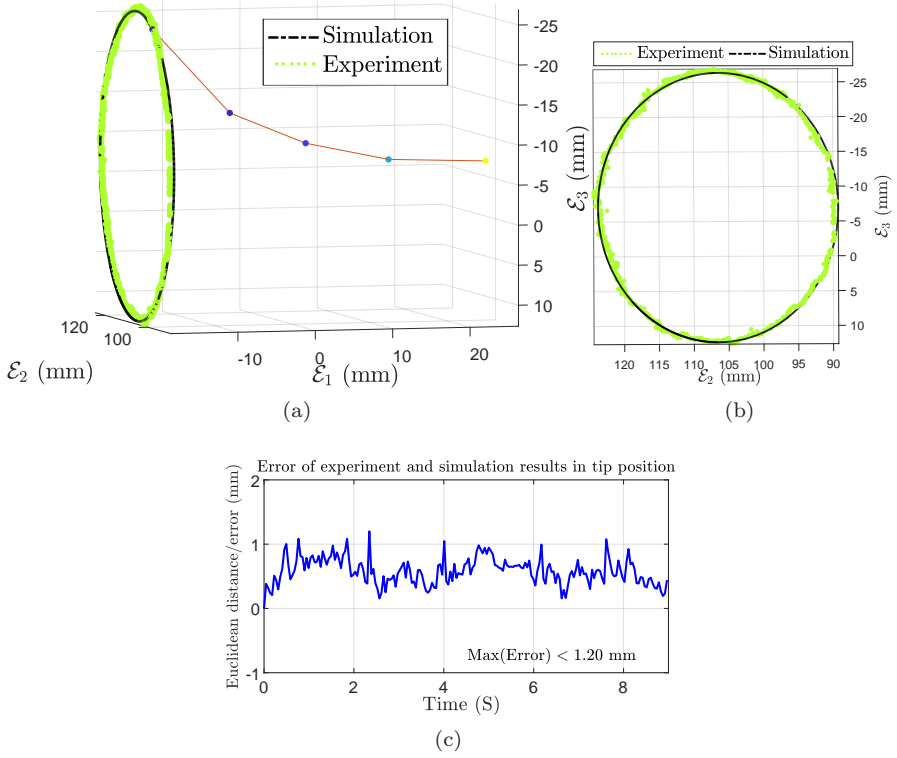 Simulation
Experiment
-25
-20
-15
-10
-5
0
5
10
120
100
-10
0
10
20
ℰ2 (mm)
ℰ1 (mm)
ℰ3 (mm)
(a)
Experiment
Simulation
-25
-20
-15
-10
-5
0
5
10
ℰ3 (mm)
120
115
110
105
100
95
90
ℰ2 (mm)
(b)
Error of experiment and simulation results in tip position
Euclidean distance/error (mm)
2
1
0
-1
Max(Error) < 1.20 mm
0
2
4
6
8
Time (S)
(c)